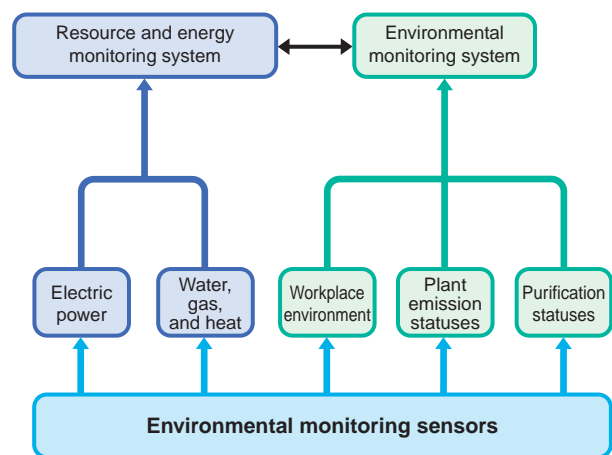 Resource and energy
monitoring system
Environmental
monitoring system
Electric
power
Water,
gas,
and heat
Workplace
environment
Plant
emission
statuses
Purification
statuses
Environmental monitoring sensors